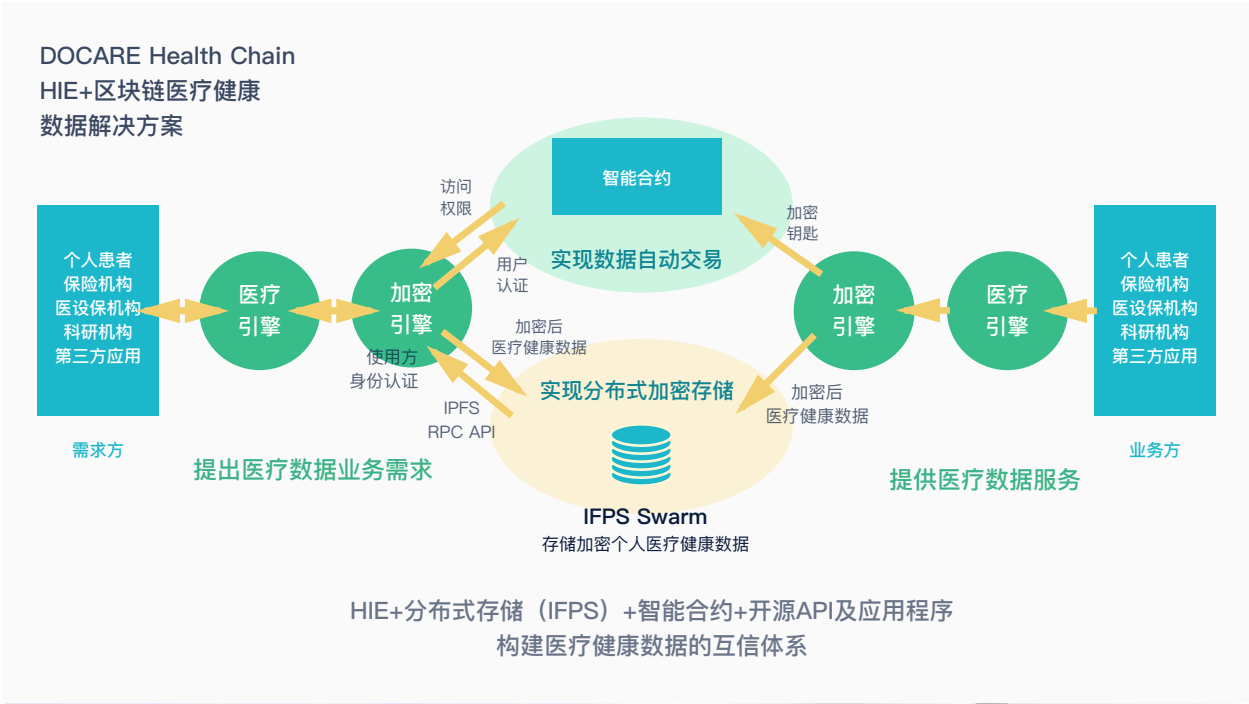 DOCARE Health Chain
HIE+区块链医疗健康
数据解决方案
个人患者
保险机构
医设保机构
科研机构
第三方应用
需求方
医疗
引擎
加密
引擎
提出医疗数据业务需求
访问
权限
用户
认证
加密后
医疗健康数据
使用方
身份认证
IPFS
RPC API
智能合约
实现数据自动交易
实现分布式加密存储
IFPS Swarm
存储加密个人医疗健康数据
加密
钥匙
加密后
医疗健康数据
加密
引擎
医疗
引擎
提供医疗数据服务
个人患者
保险机构
医设保机构
科研机构
第三方应用
业务方
HIE+分布式存储（IFPS）+智能合约+开源API及应用程序
构建医疗健康数据的互信体系